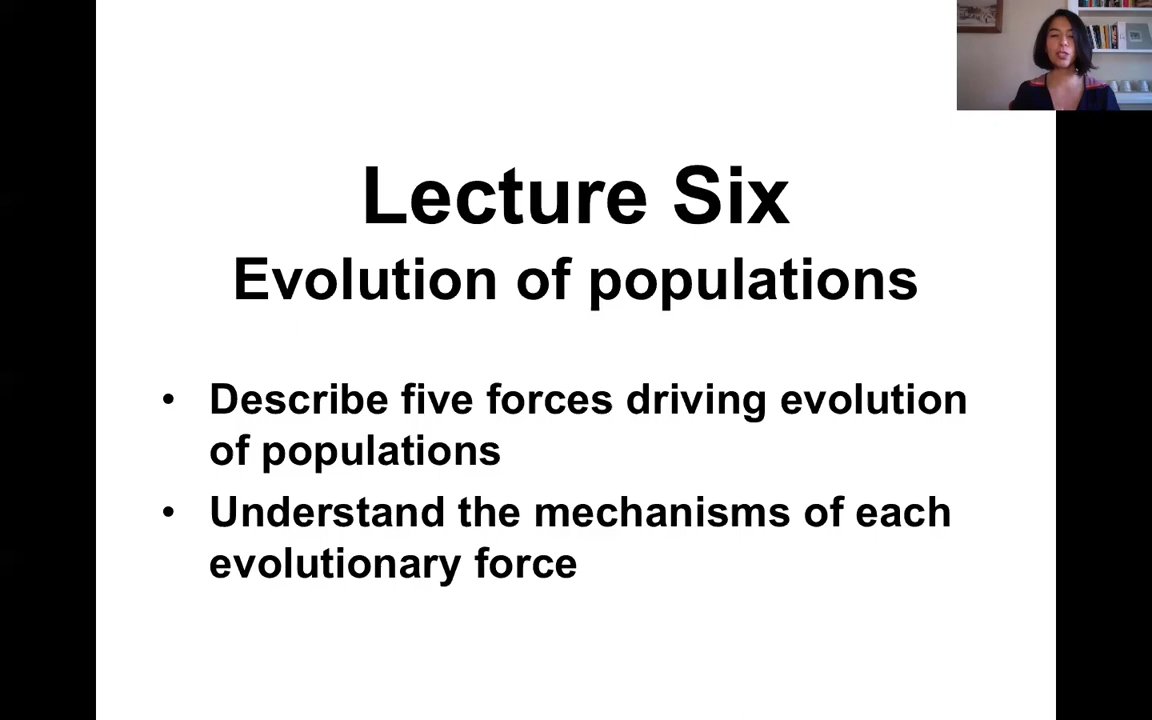 Lecture Six
Evolution of populations
• Describe five forces driving evolution
of populations
• Understand the mechanisms of each
evolutionary force